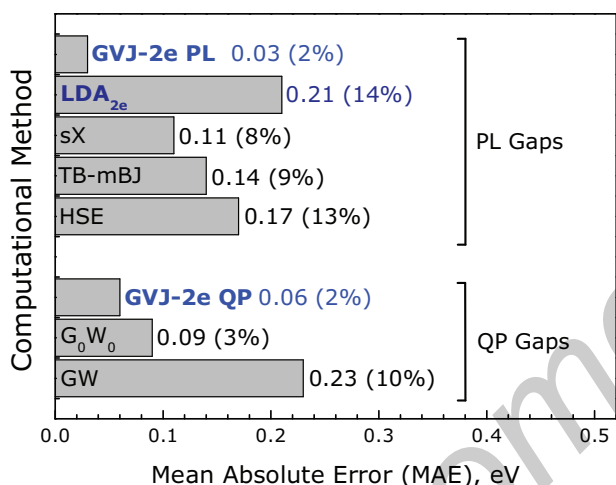 Computational Method
GVJ-2e PL 0.03 (2%)
LDA2e 0.21 (14%)
sX 0.11 (8%)
TB-mBJ 0.14 (9%)
HSE 0.17 (13%)
PL Gaps
GVJ-2e QP 0.06 (2%)
G0W0 0.09 (3%)
GW 0.23 (10%)
QP Gaps
0.0 0.1 0.2 0.3 0.4 0.5
Mean Absolute Error (MAE), eV